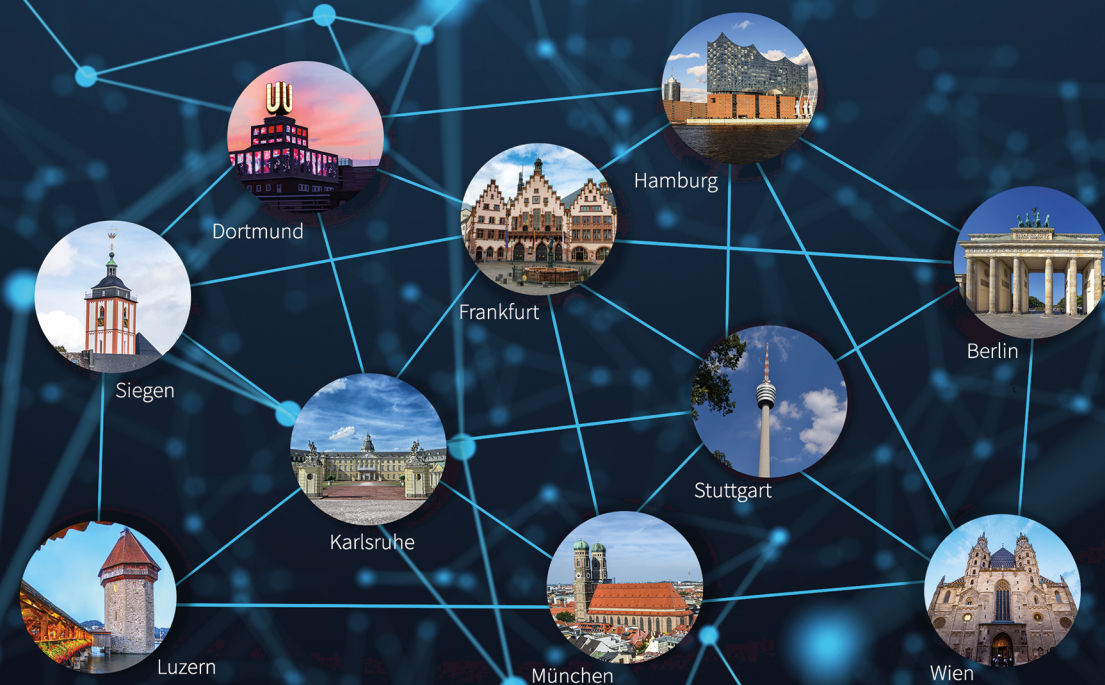 Hamburg
Dortmund
Frankfurt
Berlin
Siegen
Stuttgart
Karlsruhe
Luzern
München
Wien